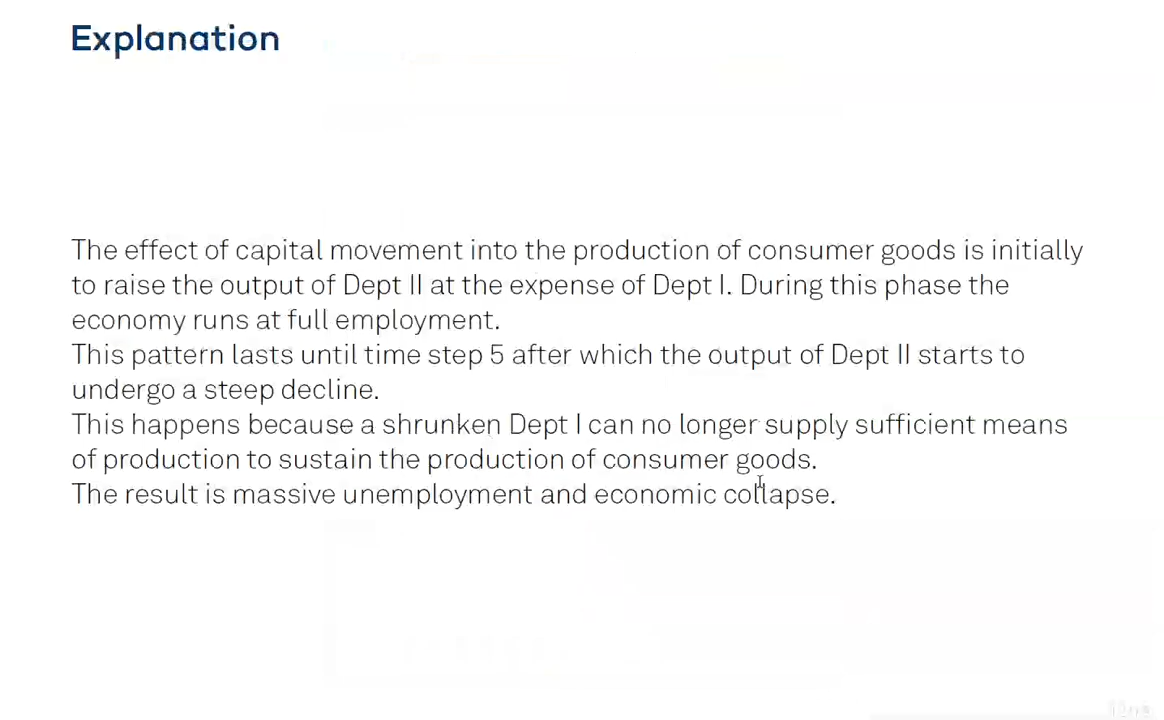 Explanation
The effect of capital movement into the production of consumer goods is initially
to raise the output of Dept II at the expense of Dept I. During this phase the
economy runs at full employment.
This pattern lasts until time step 5 after which the output of Dept II starts to
undergo a steep decline.
This happens because a shrunken Dept I can no longer supply sufficient means
of production to sustain the production of consumer goods.
The result is massive unemployment and economic collapse.